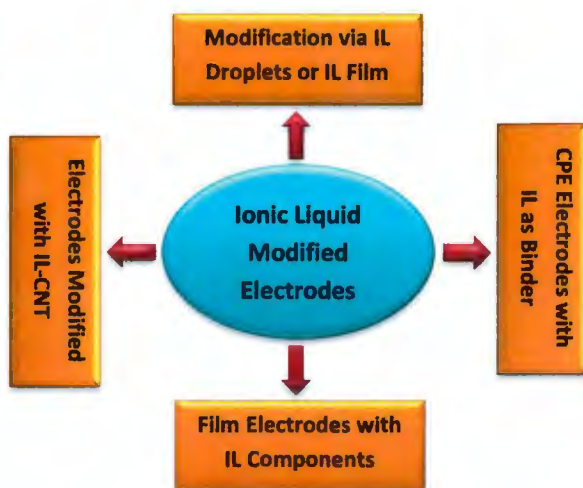 Modification via IL
Droplets or IL Film
Electrodes Modified
with IL-CNT
Ionic Liquid
Modified
Electrodes
CPE Electrodes with
IL as Binder
Film Electrodes with
IL Components